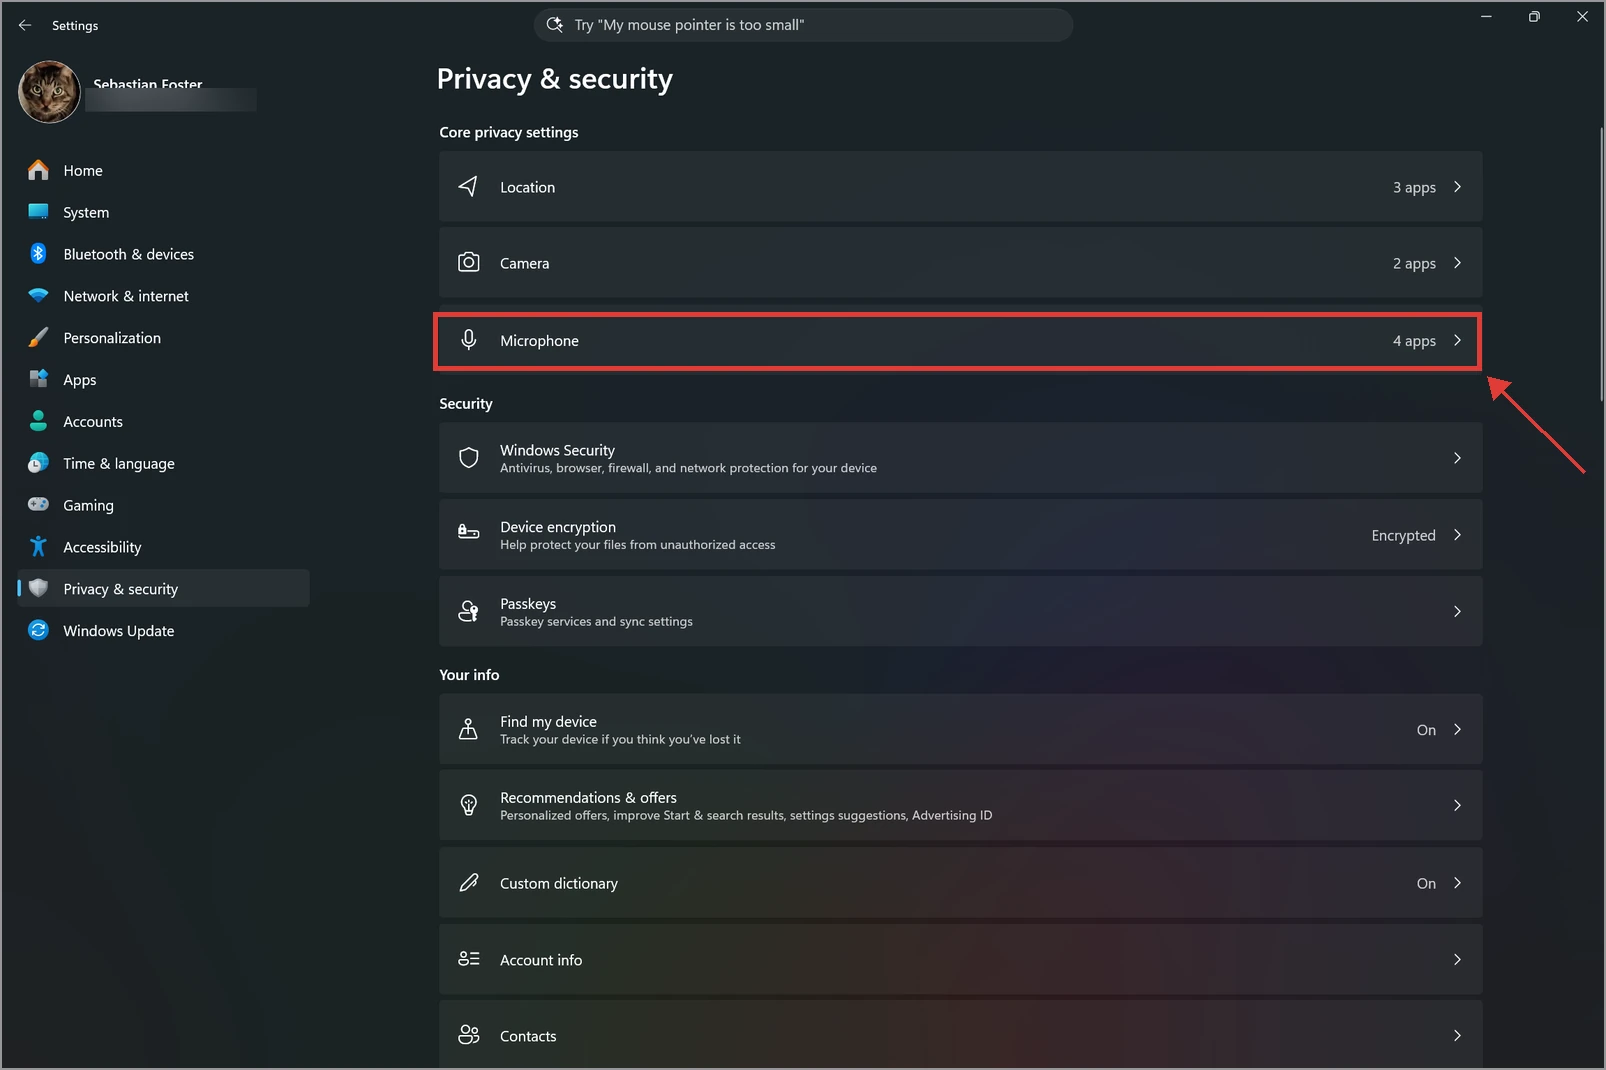 Settings
Try "My mouse pointer is too small"
Sebastian Foster
Home
System
Bluetooth & devices
Network & internet
Personalization
Apps
Accounts
Time & language
Gaming
Accessibility
Privacy & security
Windows Update
Privacy & security
Core privacy settings
Location
3 apps
Camera
2 apps
Microphone
4 apps
Security
Windows Security
Antivirus, browser, firewall, and network protection for your device
Device encryption
Help protect your files from unauthorized access
Encrypted
Passkeys
Passkey services and sync settings
Your info
Find my device
Track your device if you think you've lost it
On
Recommendations & offers
Personalized offers, improve Start & search results, settings suggestions, Advertising ID
Custom dictionary
On
Account info
Contacts